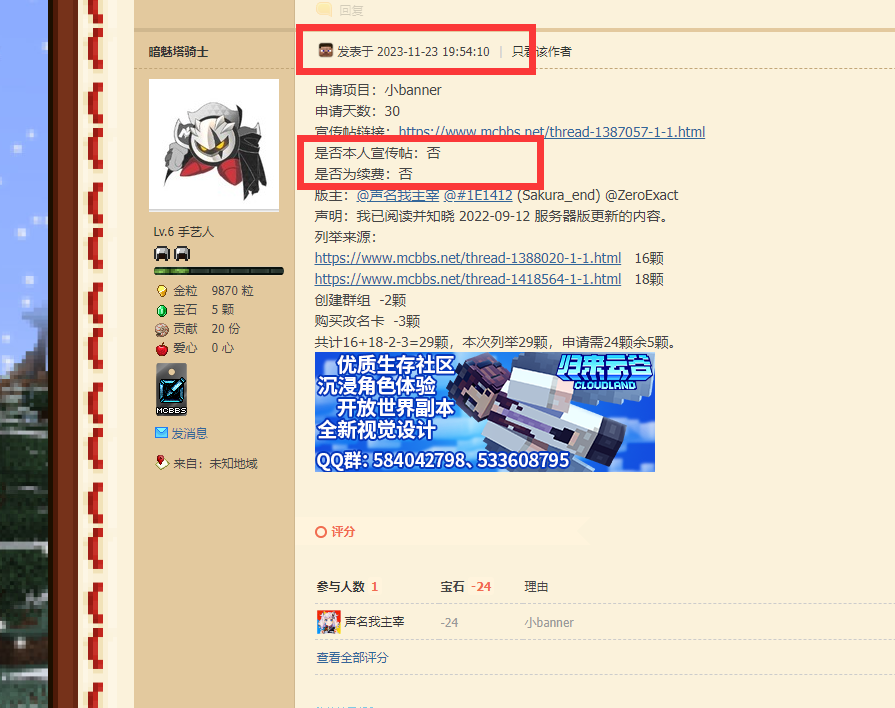 回复
暗魅塔骑士
发表于 2023-11-23 19:54:10 | 只看该作者
申请项目：小banner
申请天数：30
宣传帖链接：https://www.mcbbs.net/thread-1387057-1-1.html
是否本人宣传帖：否
是否为续费：否
版主：@声名我主宰 @#1E1412 (Sakura_end) @ZeroExact
声明：我已阅读并知晓 2022-09-12 服务器版更新的内容。
列举来源：
https://www.mcbbs.net/thread-1388020-1-1.html 16颗
https://www.mcbbs.net/thread-1418564-1-1.html 18颗
创建群组 -2颗
购买改名卡 -3颗
共计16+18-2-3=29颗，本次列举29颗，申请需24颗余5颗。
Lv.6 手艺人
金粒 9870 粒
宝石 5 颗
贡献 20 份
爱心 0 心
MCBBS
发消息
来自：未知地域
优质生存社区
沉浸角色体验
开放世界副本
全新视觉设计
QQ群：584042798、533608795
归来云谷
CLOUDLAND
评分
参与人数 1 宝石 -24 理由
声名我主宰 -24 小banner
查看全部评分